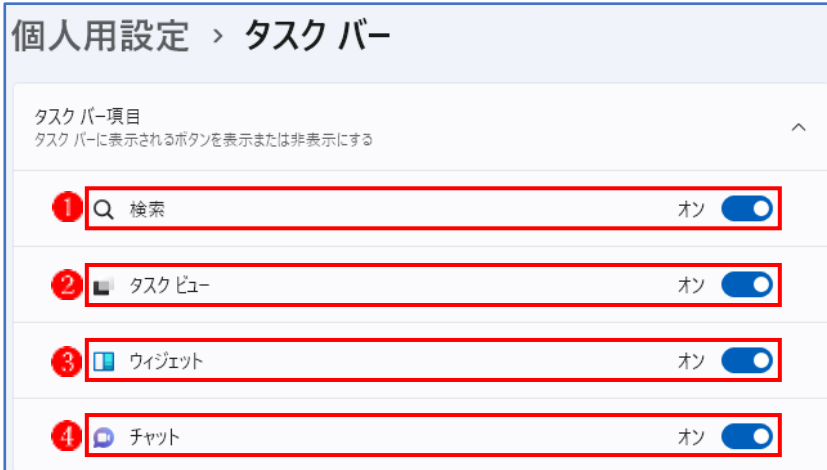 個人用設定 › タスク バー
タスク バー項目
タスク バーに表示されるボタンを表示または非表示にする
1 検索 オン
2 タスク ビュー オン
3 ウィジェット オン
4 チャット オン